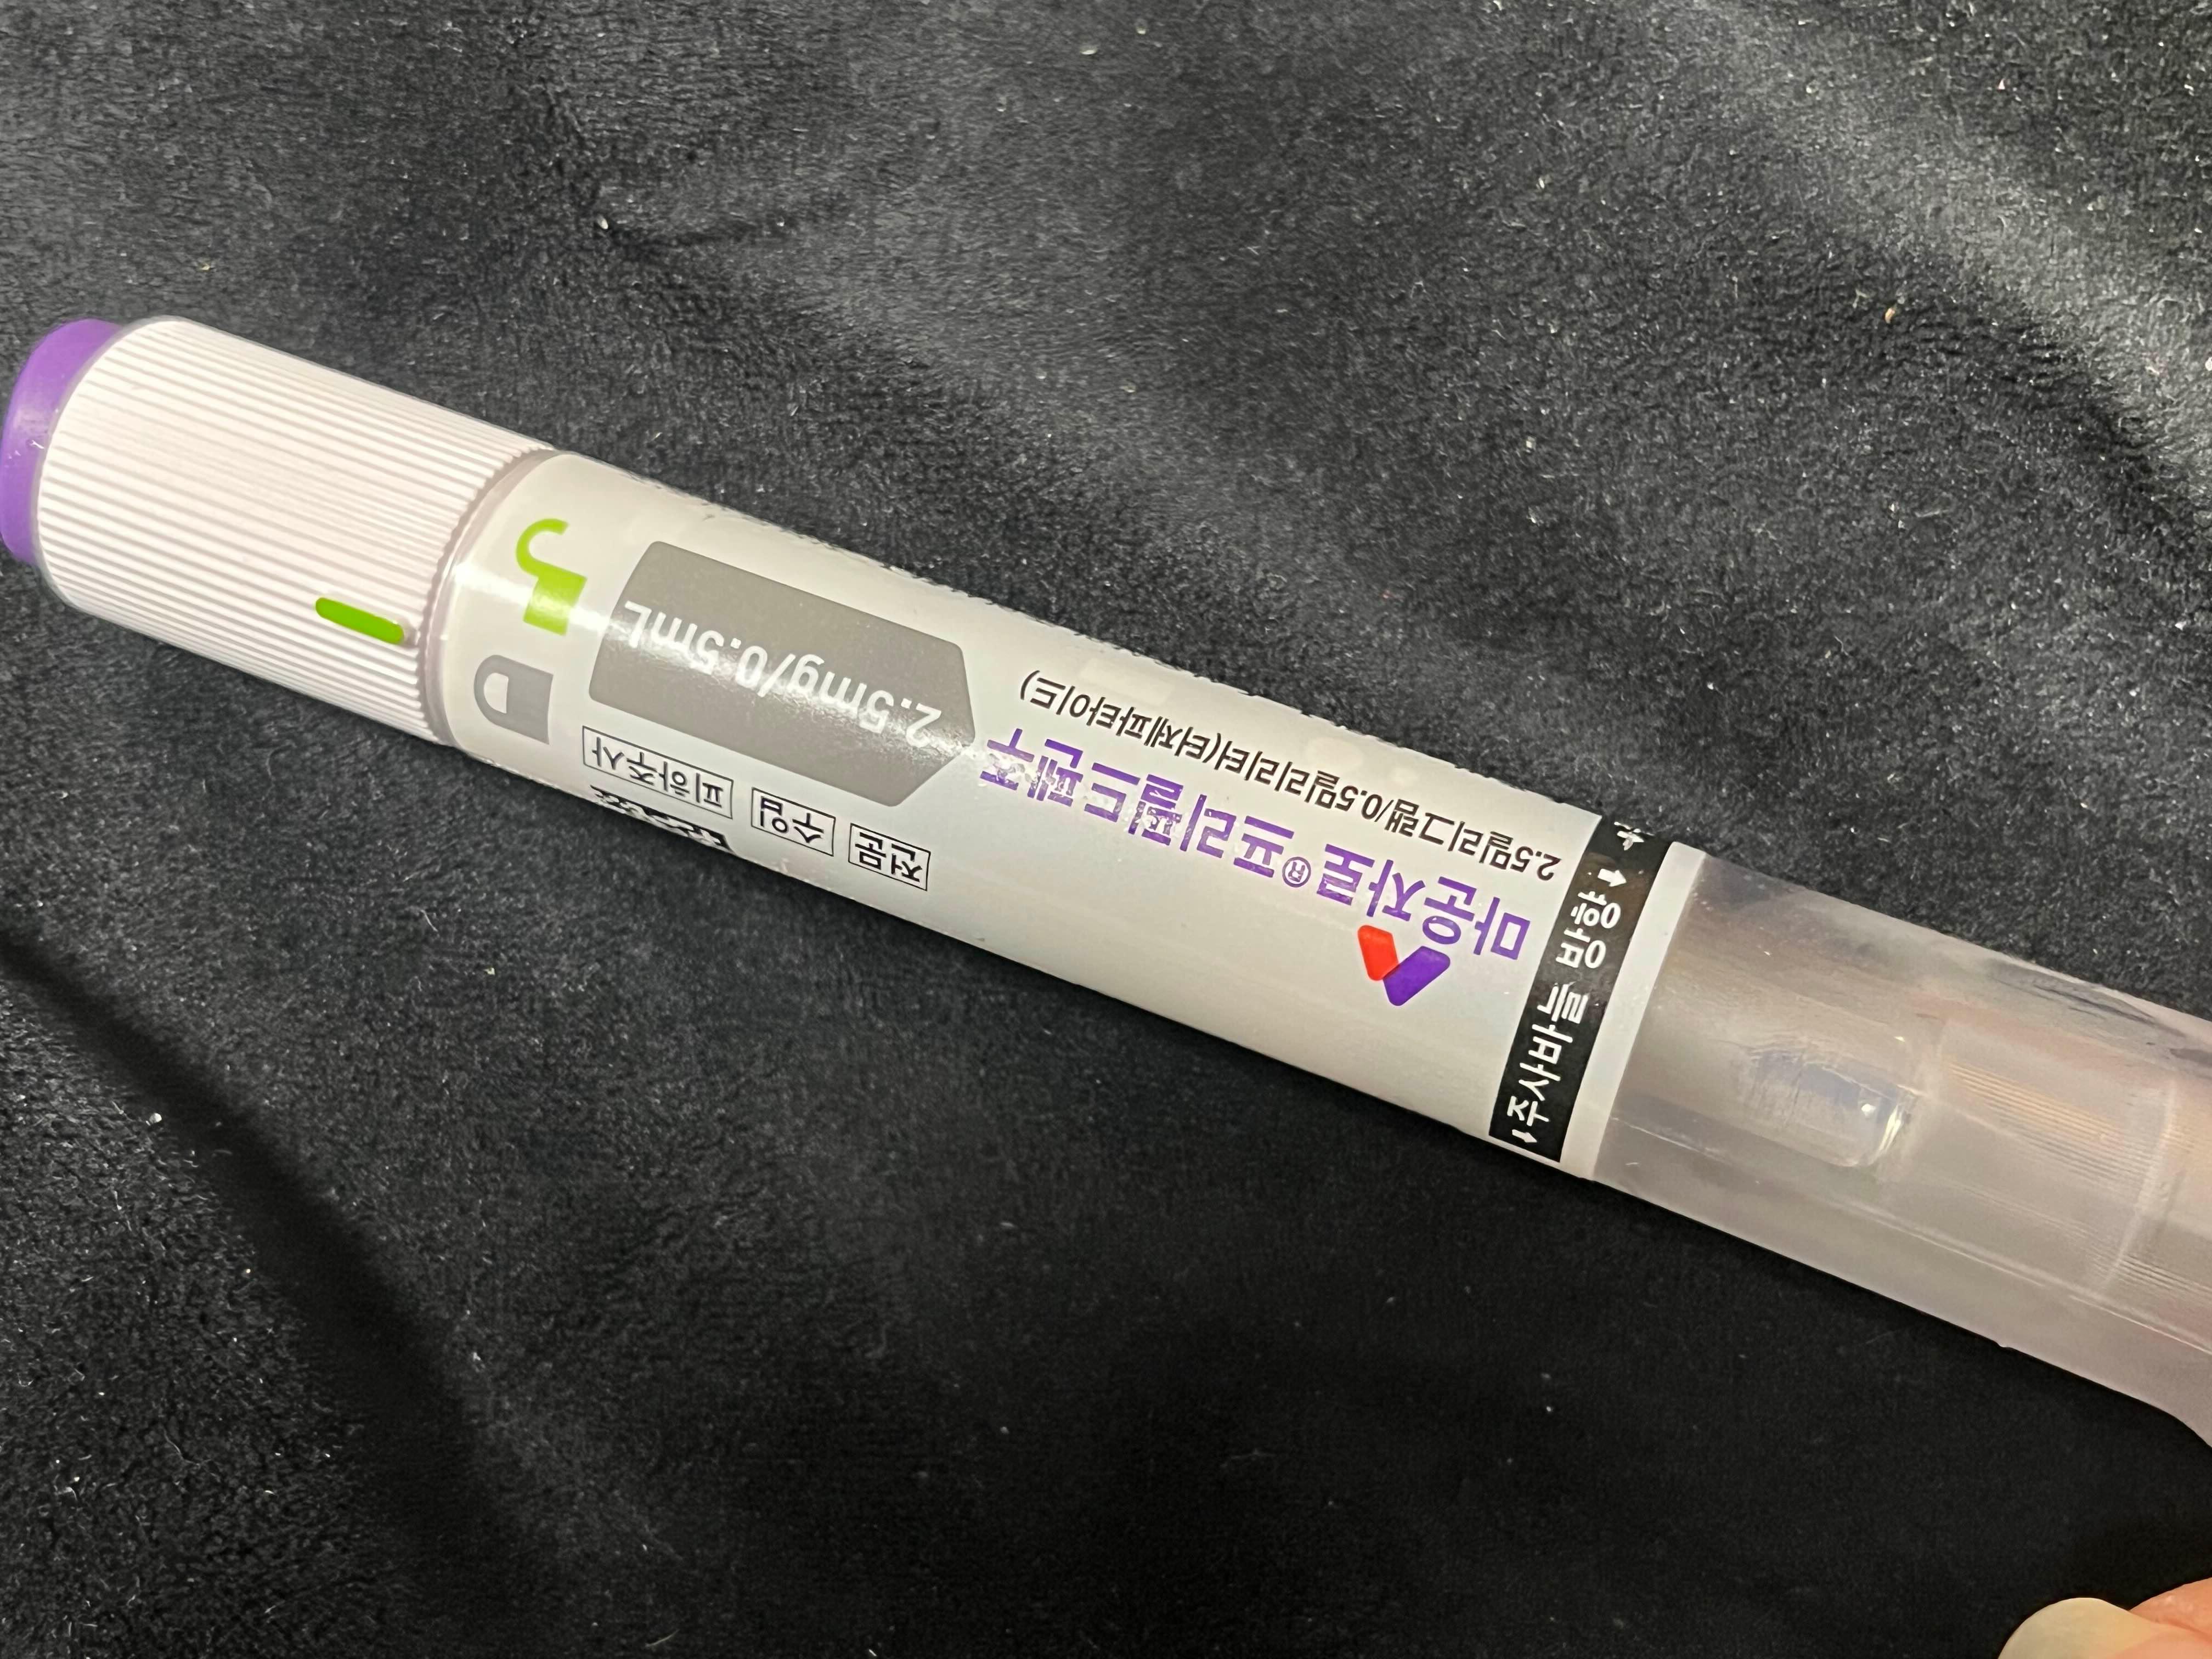 마운자로® 프리필드펜주
2.5밀리그램/0.5밀리리터(터제파타이드)
2.5mg/0.5mL
전문 수입 피하주사
주사바늘 방향